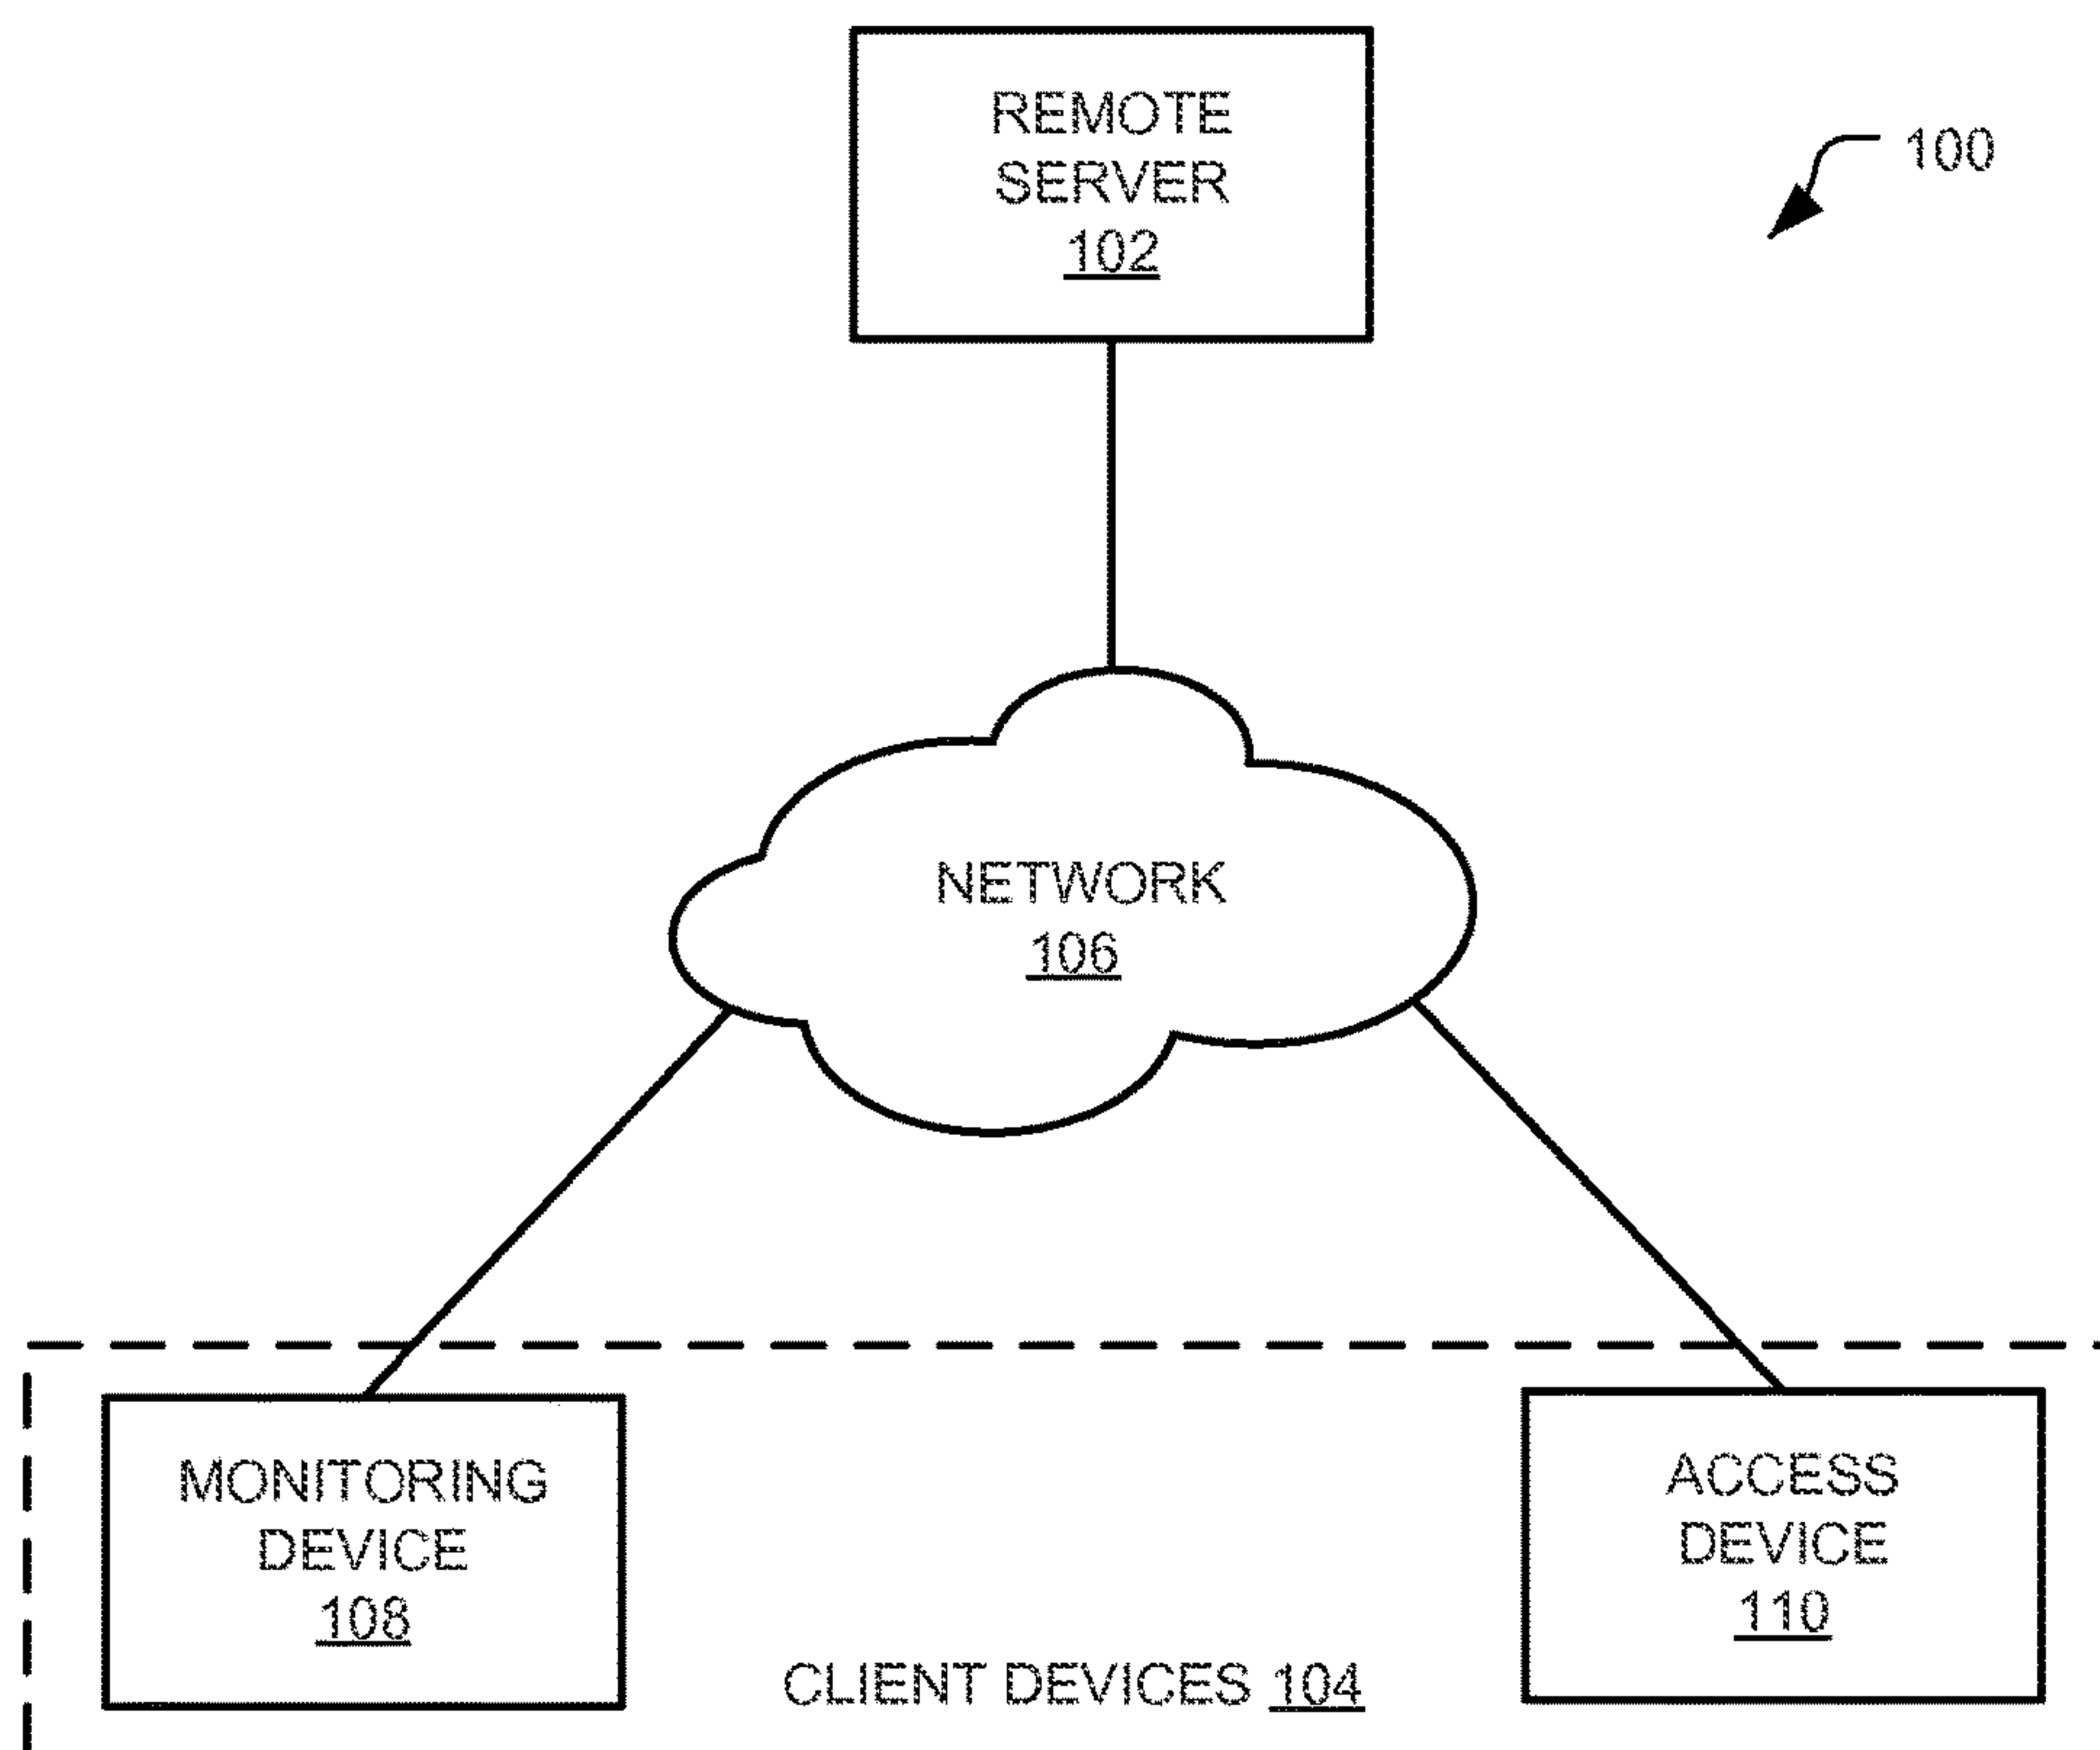 REMOTE
SERVER
102
100
NETWORK
106
MONITORING
DEVICE
108
ACCESS
DEVICE
110
CLIENT DEVICES 104